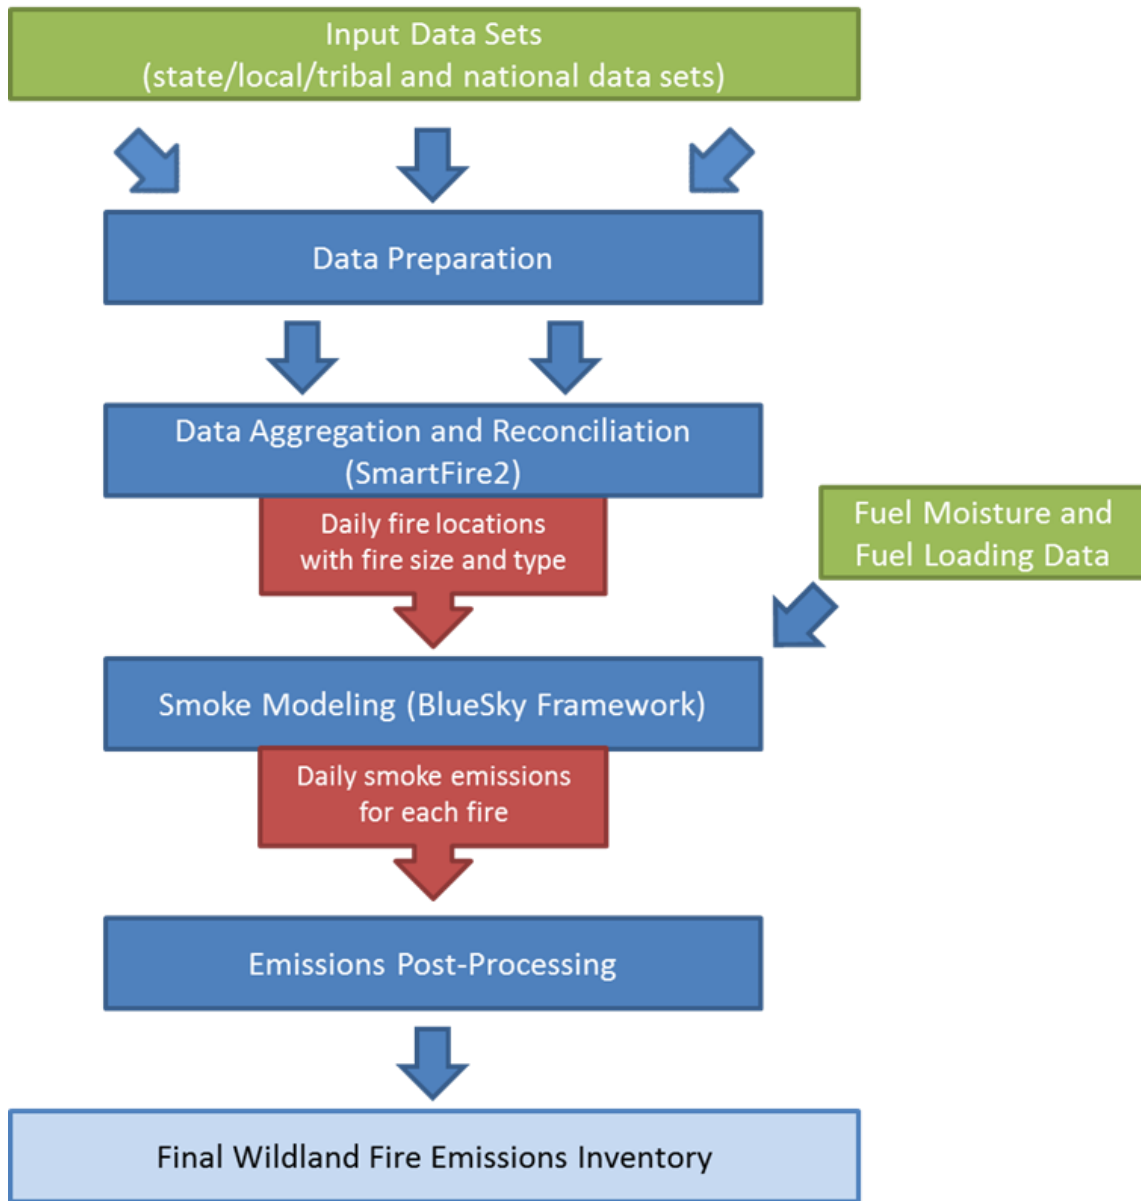 Input Data Sets
(state/local/tribal and national data sets)
Data Preparation
Data Aggregation and Reconciliation
(SmartFire2)
Daily fire locations
with fire size and type
Fuel Moisture and
Fuel Loading Data
Smoke Modeling (BlueSky Framework)
Daily smoke emissions
for each fire
Emissions Post-Processing
Final Wildland Fire Emissions Inventory